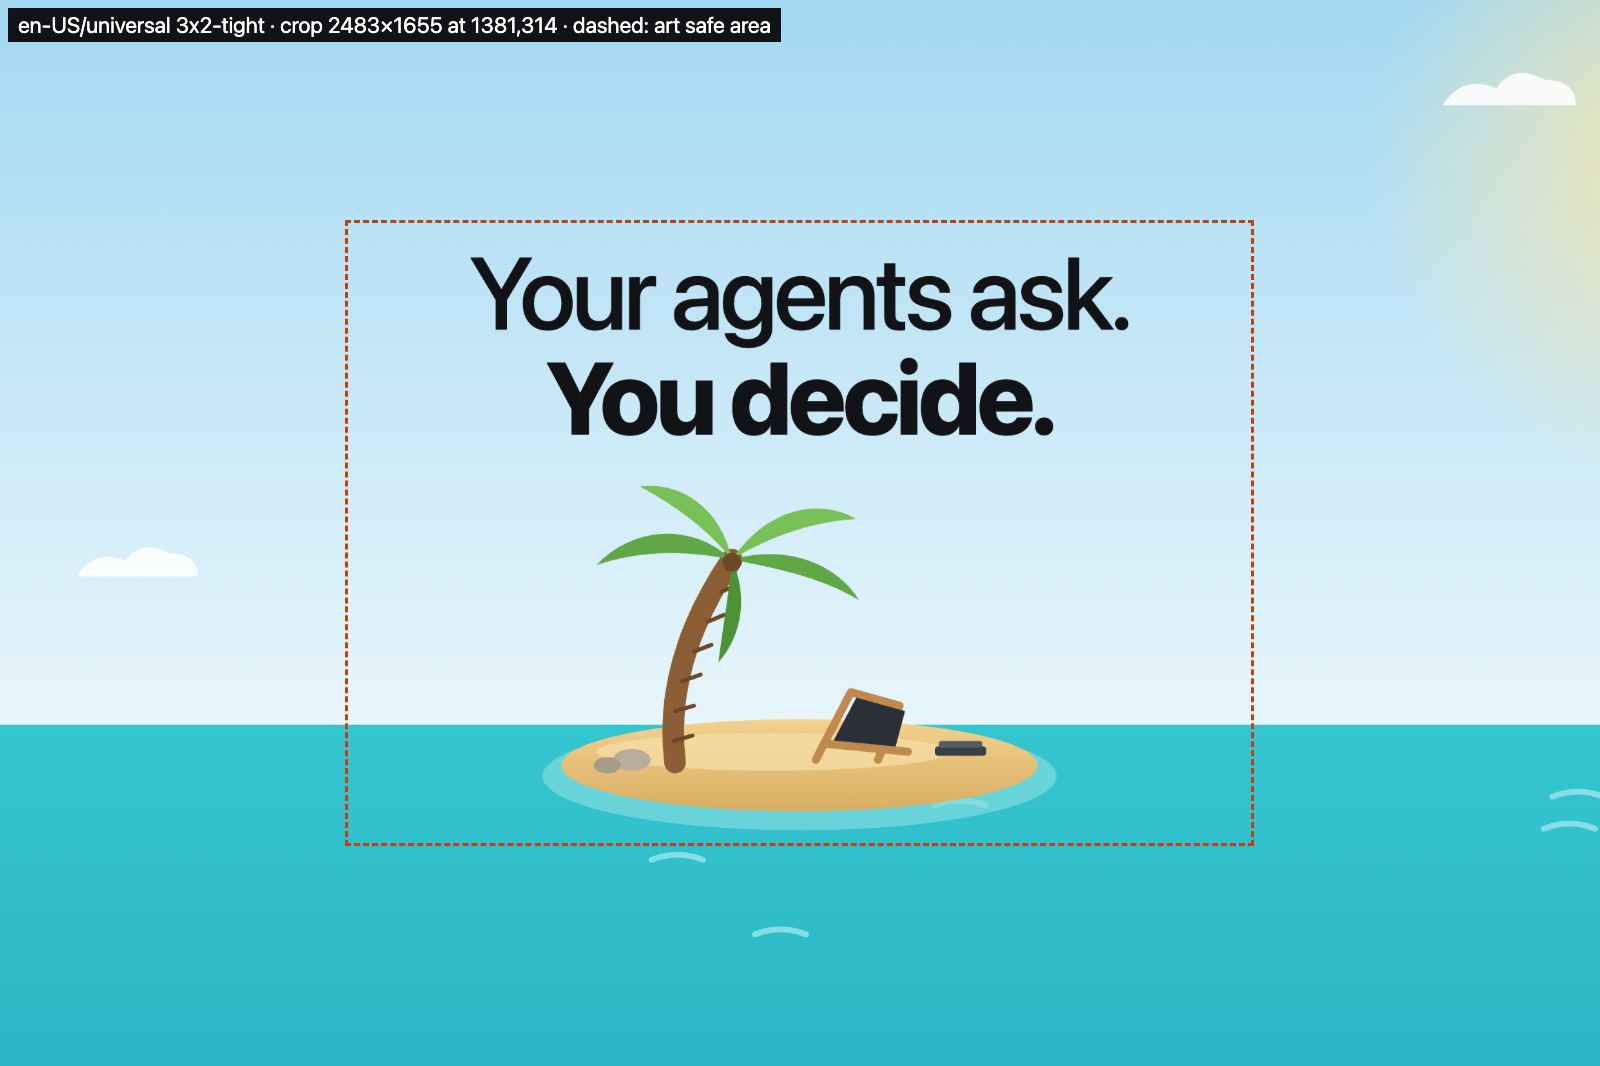 en-US/universal 3x2-tight · crop 2483×1655 at 1381,314 · dashed: art safe area
Your agents ask.
You decide.